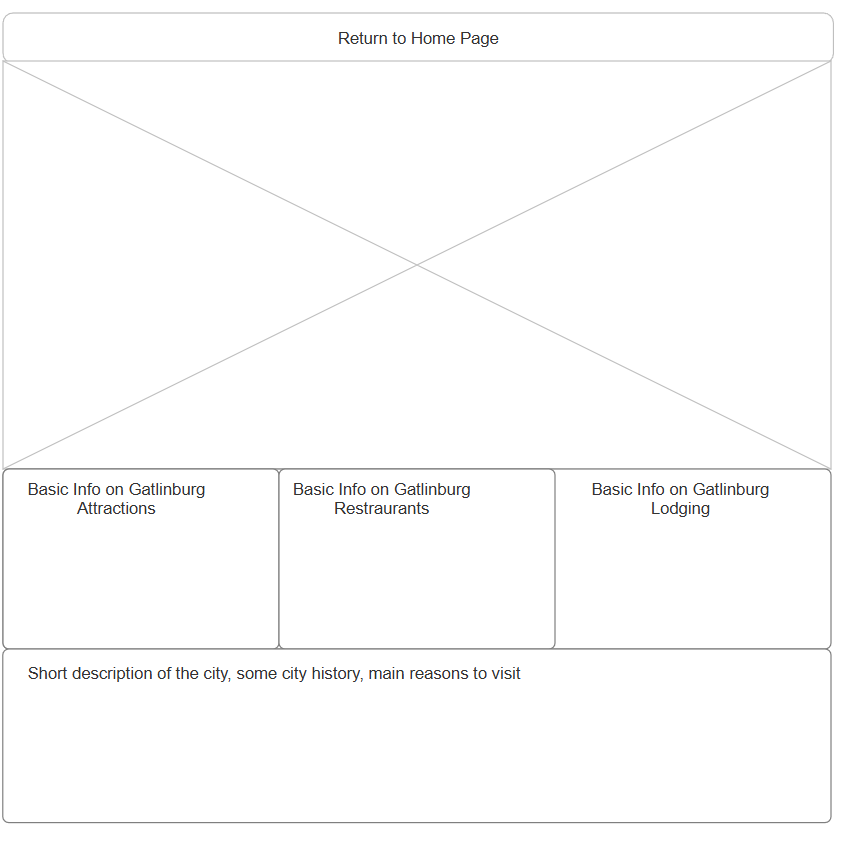 Return to Home Page
Basic Info on Gatlinburg
Attractions
Basic Info on Gatlinburg
Restraurants
Basic Info on Gatlinburg
Lodging
Short description of the city, some city history, main reasons to visit